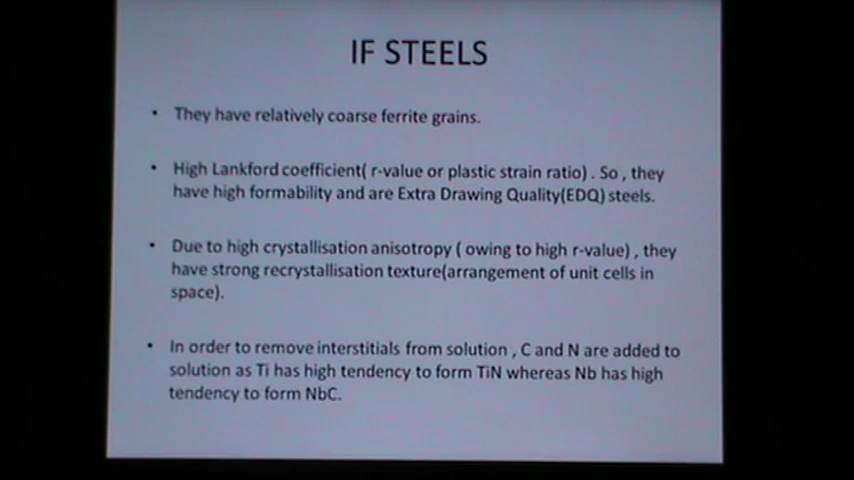 IF STEELS
• They have relatively coarse ferrite grains.
• High Lankford coefficient( r-value or plastic strain ratio) . So , they
have high formability and are Extra Drawing Quality(EDQ) steels.
• Due to high crystallisation anisotropy ( owing to high r-value) , they
have strong recrystallisation texture(arrangement of unit cells in
space).
• In order to remove interstitials from solution , C and N are added to
solution as Ti has high tendency to form TiN whereas Nb has high
tendency to form NbC.